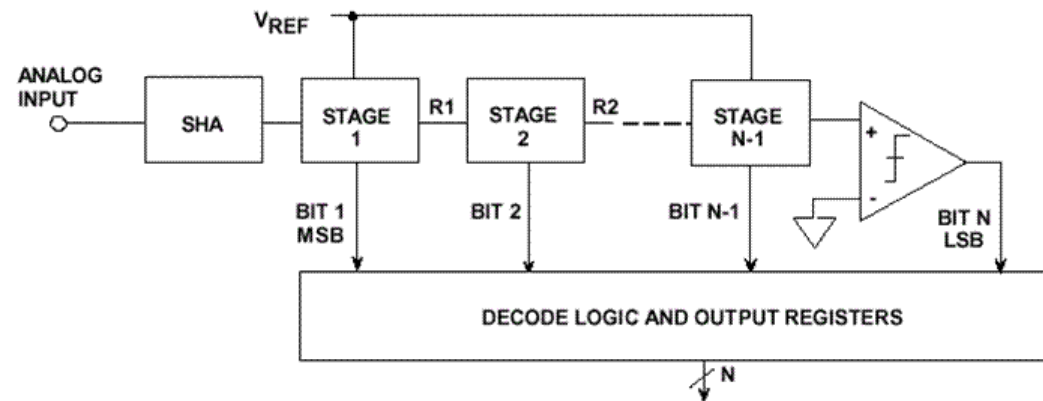 VREF
ANALOG
INPUT
SHA
STAGE
1
R1
STAGE
2
R2
STAGE
N-1
+
-
BIT 1
MSB
BIT 2
BIT N-1
BIT N
LSB
DECODE LOGIC AND OUTPUT REGISTERS
N